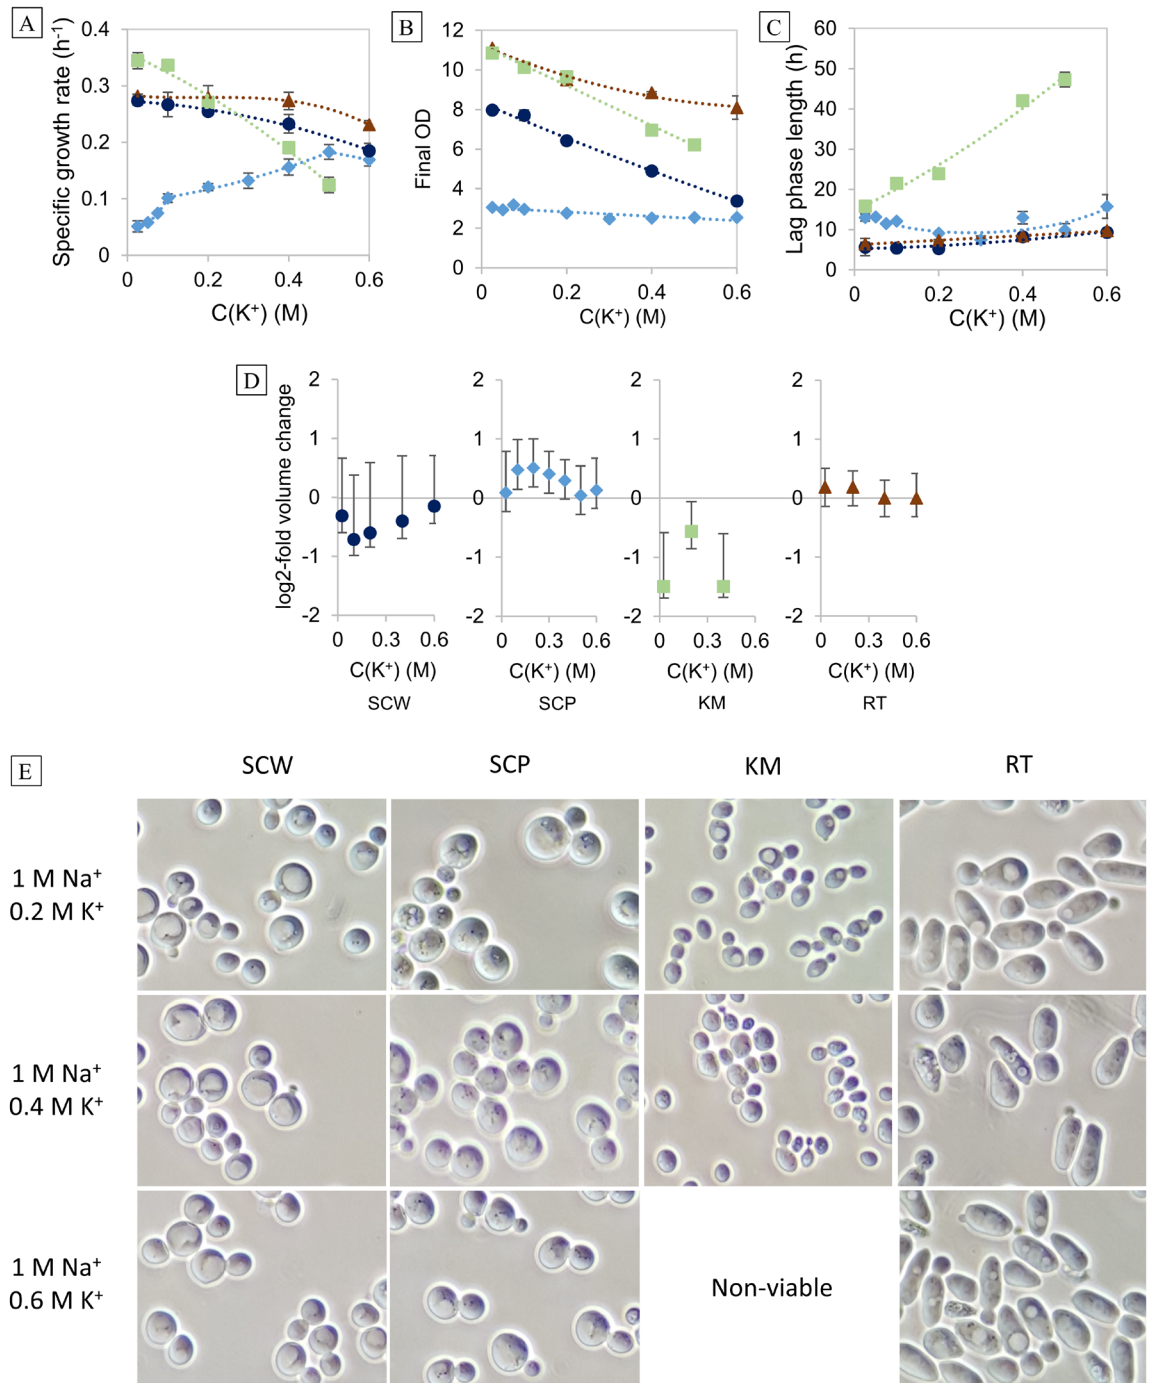 A
Specific growth rate (h-1)
0.4
0.3
0.2
0.1
0
0
0.2
0.4
0.6
C(K+) (M)
B
Final OD
12
10
8
6
4
2
0
0
0.2
0.4
0.6
C(K+) (M)
C
Lag phase length (h)
60
50
40
30
20
10
0
0
0.2
0.4
0.6
C(K+) (M)
D
log2-fold volume change
2
1
0
-1
-2
0 0.3 0.6
C(K+) (M)
SCW
2
1
0
-1
-2
0 0.3 0.6
C(K+) (M)
SCP
2
1
0
-1
-2
0 0.3 0.6
C(K+) (M)
KM
2
1
0
-1
-2
0 0.3 0.6
C(K+) (M)
RT
E
SCW SCP KM RT
1 M Na+
0.2 M K+
1 M Na+
0.4 M K+
1 M Na+
0.6 M K+
Non-viable